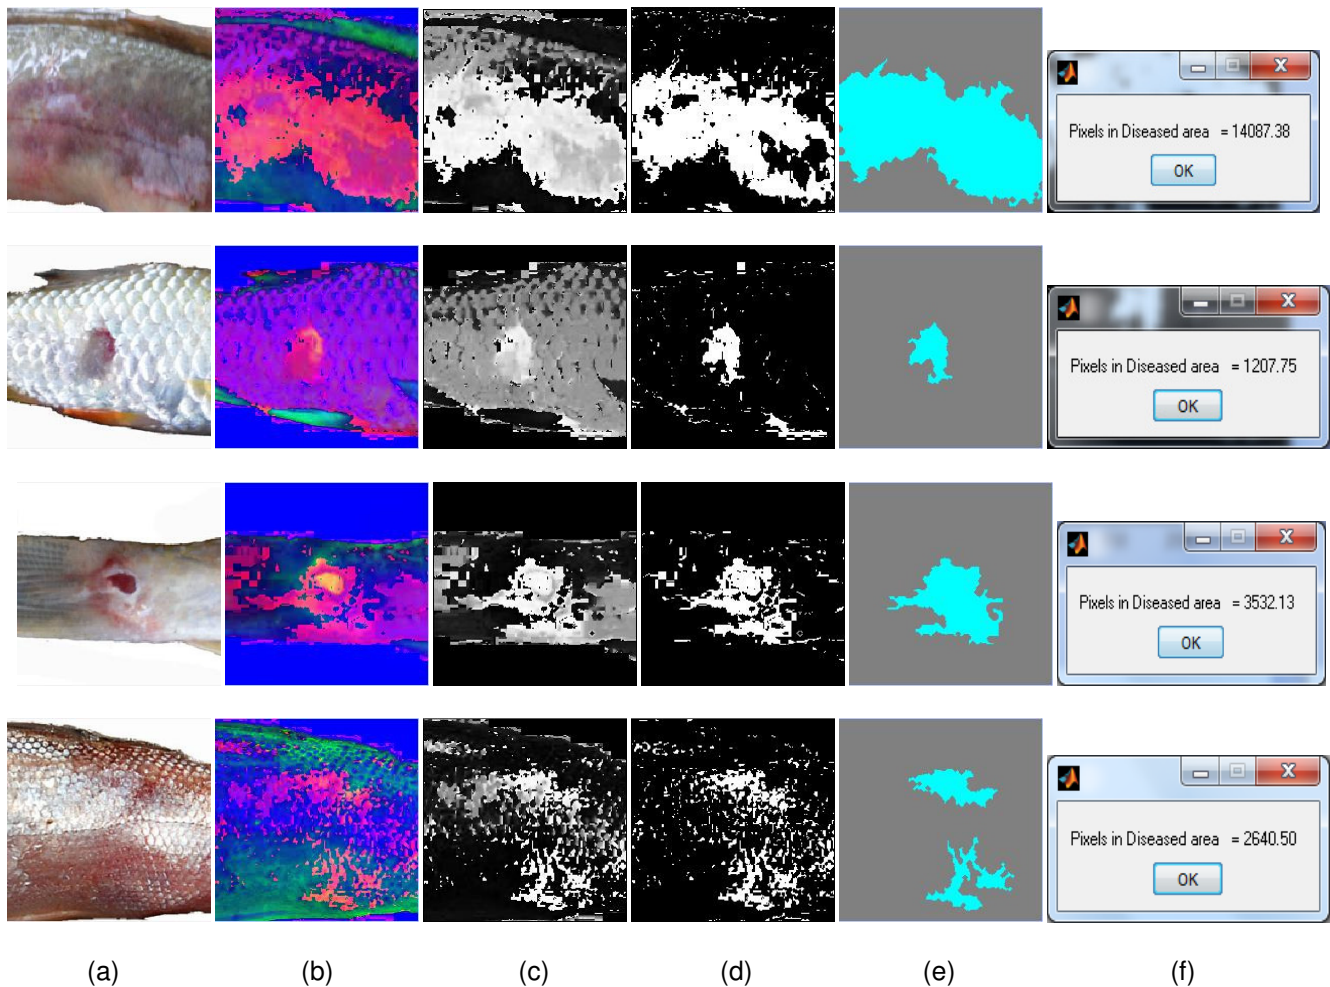 Pixels in Diseased area = 14087.38
OK
Pixels in Diseased area = 1207.75
OK
Pixels in Diseased area = 3532.13
OK
Pixels in Diseased area = 2640.50
OK
(a) (b) (c) (d) (e) (f)